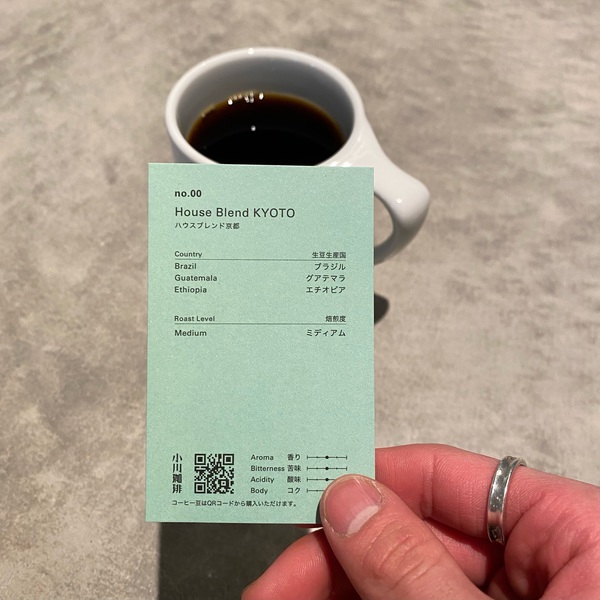 no.00
House Blend KYOTO
ハウスブレンド京都
Country 生豆生産国
Brazil ブラジル
Guatemala グアテマラ
Ethiopia エチオピア
Roast Level 焙煎度
Medium ミディアム
小川珈琲
Aroma 香り
Bitterness 苦味
Acidity 酸味
Body コク
コーヒー豆はQRコードから購入いただけます。